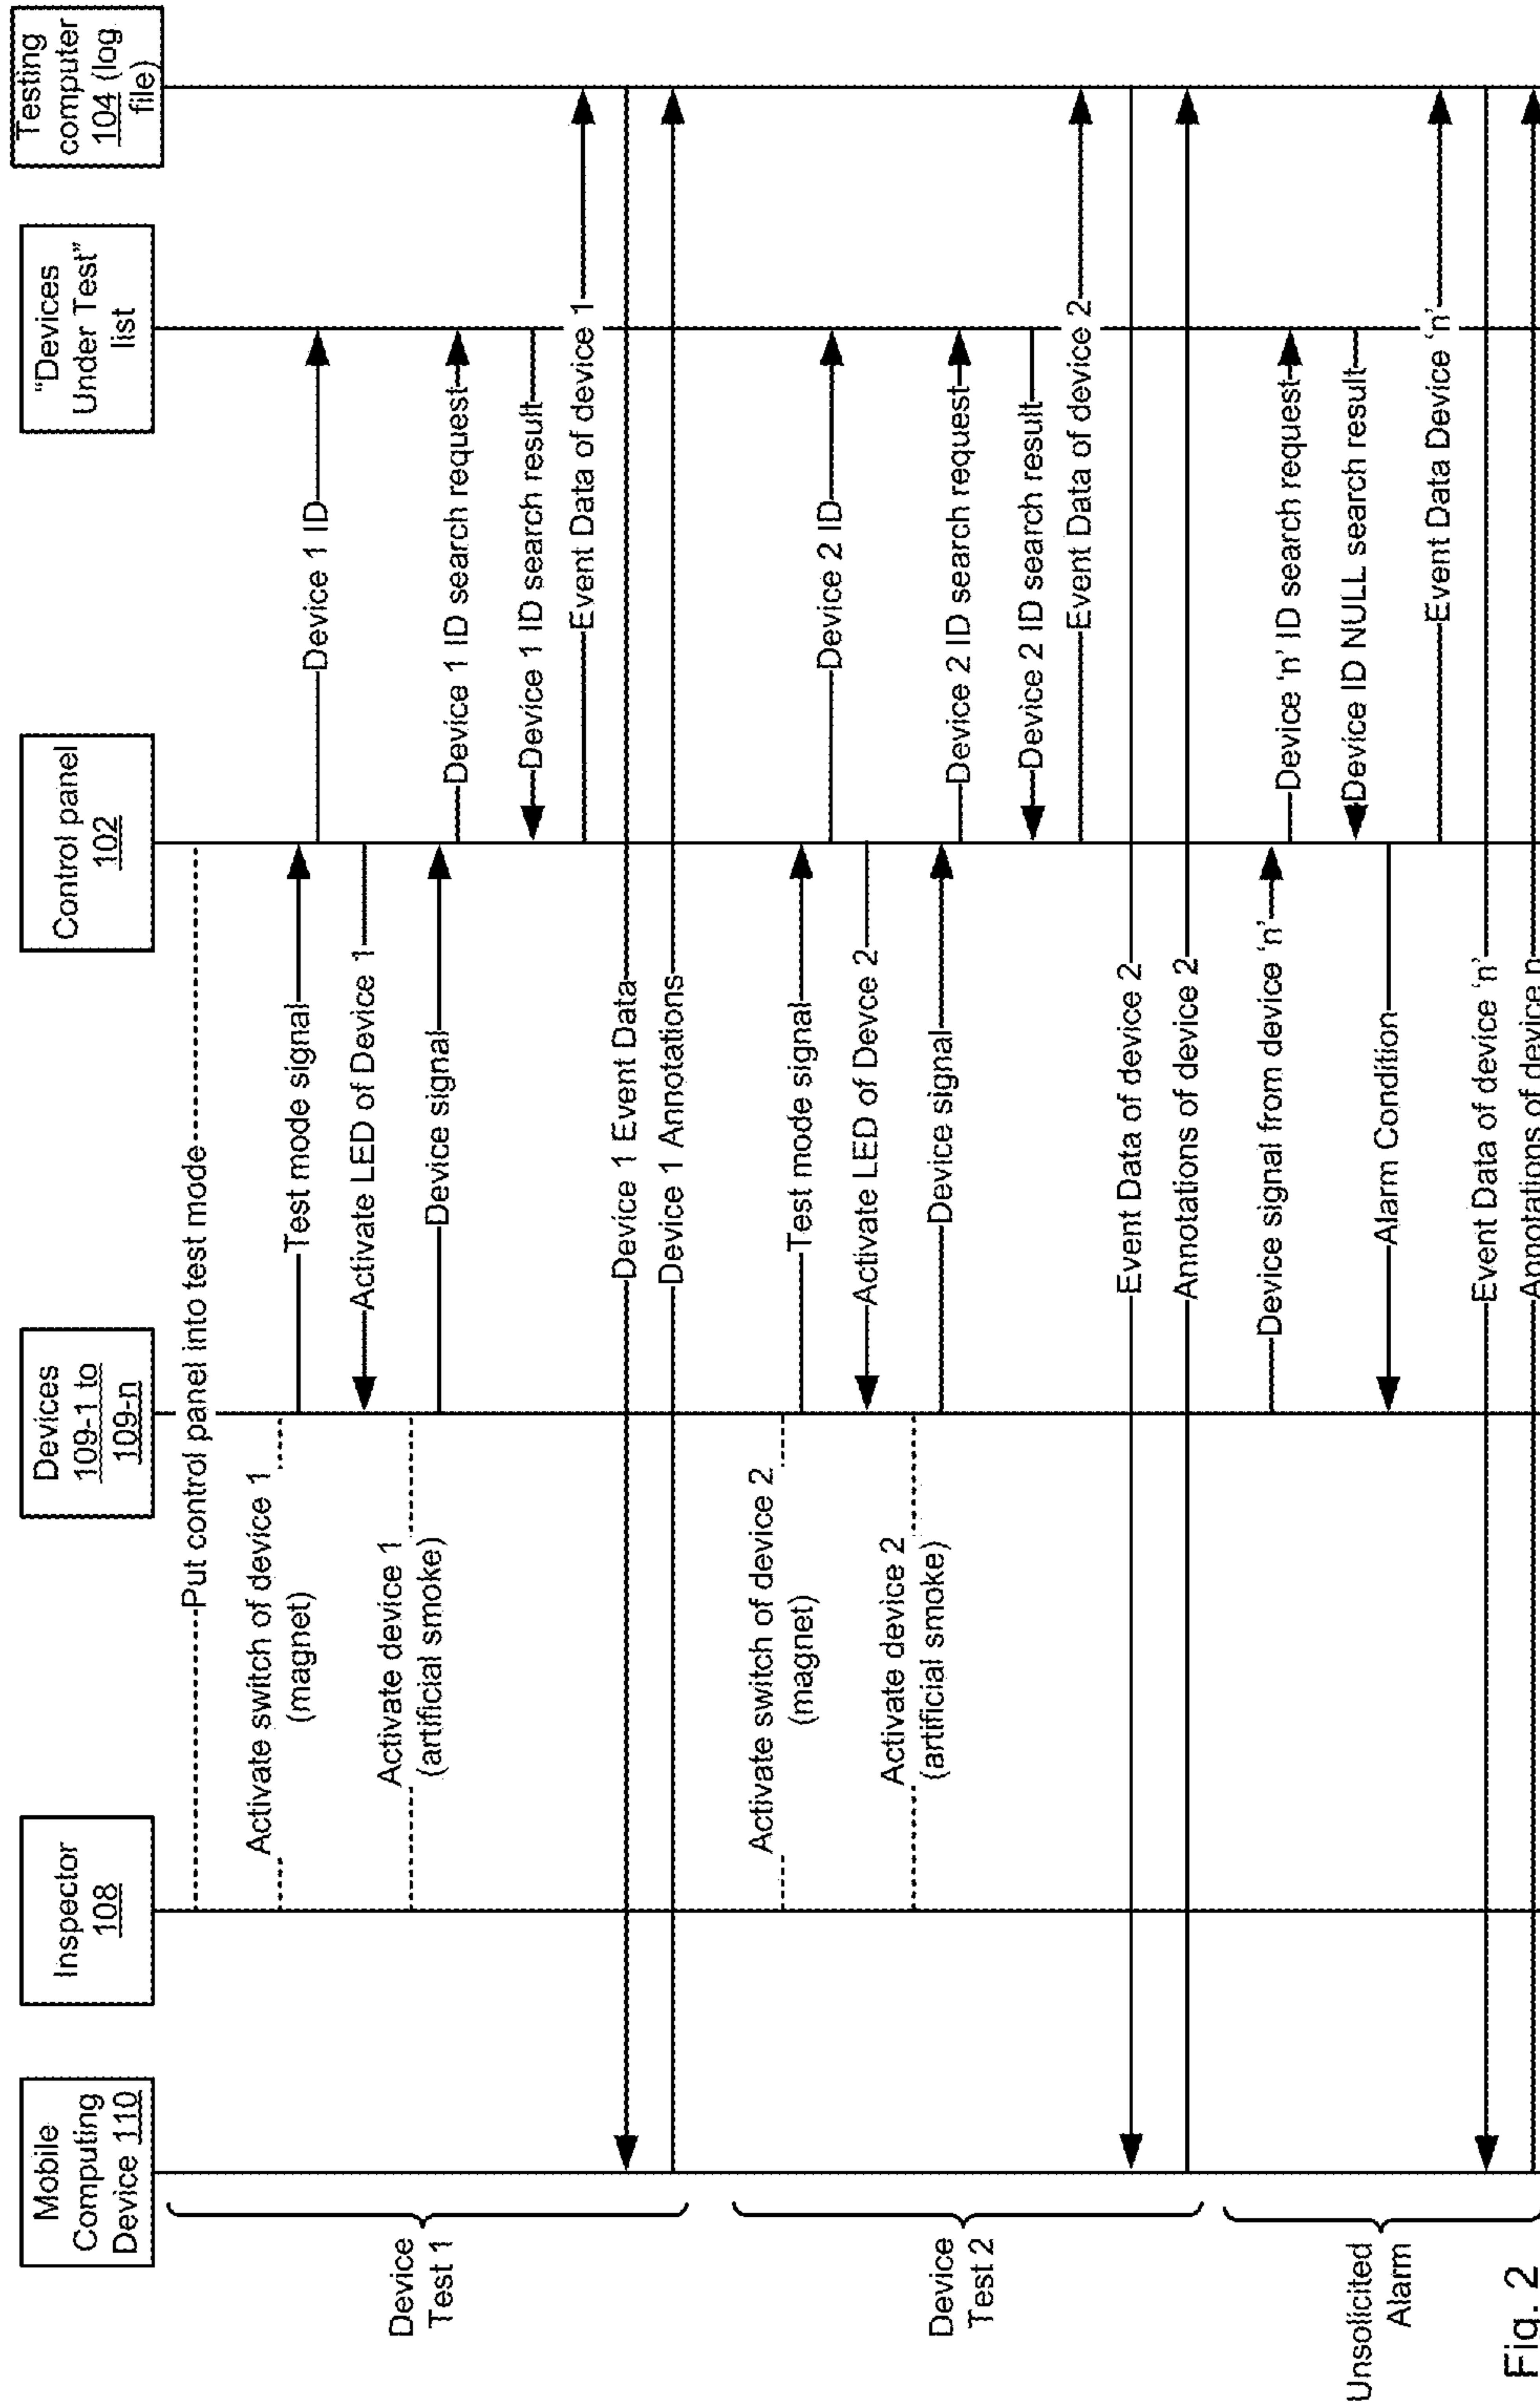 Mobile
Computing
Device 110
Inspector
108
Devices
109-1 to
109-n
Control panel
102
"Devices
Under Test"
list
Testing
computer
104 (log
file)
Device
Test 1
Put control panel into test mode
Activate switch of device 1
(magnet)
Test mode signal
Device 1 ID
Activate LED of Device 1
Activate device 1
(artificial smoke)
Device signal
Device 1 ID search request
Device 1 ID search result
Event Data of device 1
Device 1 Event Data
Device 1 Annotations
Device
Test 2
Activate switch of device 2
(magnet)
Test mode signal
Device 2 ID
Activate LED of Devce 2
Activate device 2
(artificial smoke)
Device signal
Device 2 ID search request
Device 2 ID search result
Event Data of device 2
Event Data of device 2
Annotations of device 2
Unsolicited
Alarm
Device signal from device 'n'
Device 'n' ID search request
Device ID NULL search result
Alarm Condition
Event Data Device 'n'
Event Data of device 'n'
Annotations of device n
Fig. 2